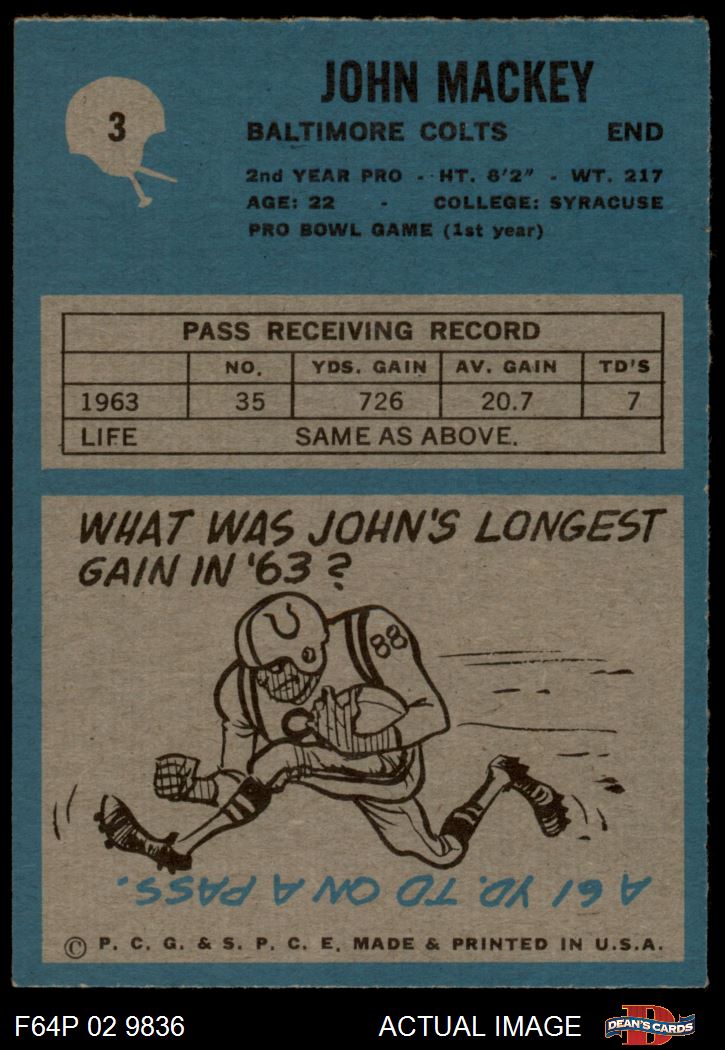 3
JOHN MACKEY
BALTIMORE COLTS END
2nd YEAR PRO - HT. 6'2" - WT. 217
AGE: 22 - COLLEGE: SYRACUSE
PRO BOWL GAME (1st year)
PASS RECEIVING RECORD
NO. YDS. GAIN AV. GAIN TD'S
1963 35 726 20.7 7
LIFE SAME AS ABOVE.
WHAT WAS JOHN'S LONGEST
GAIN IN '63?
88
A 61 YD. TD ON A PASS.
© P. C. G. & S. P. C. E. MADE & PRINTED IN U.S.A.
F64P 02 9836 ACTUAL IMAGE D
DEAN'S CARDS